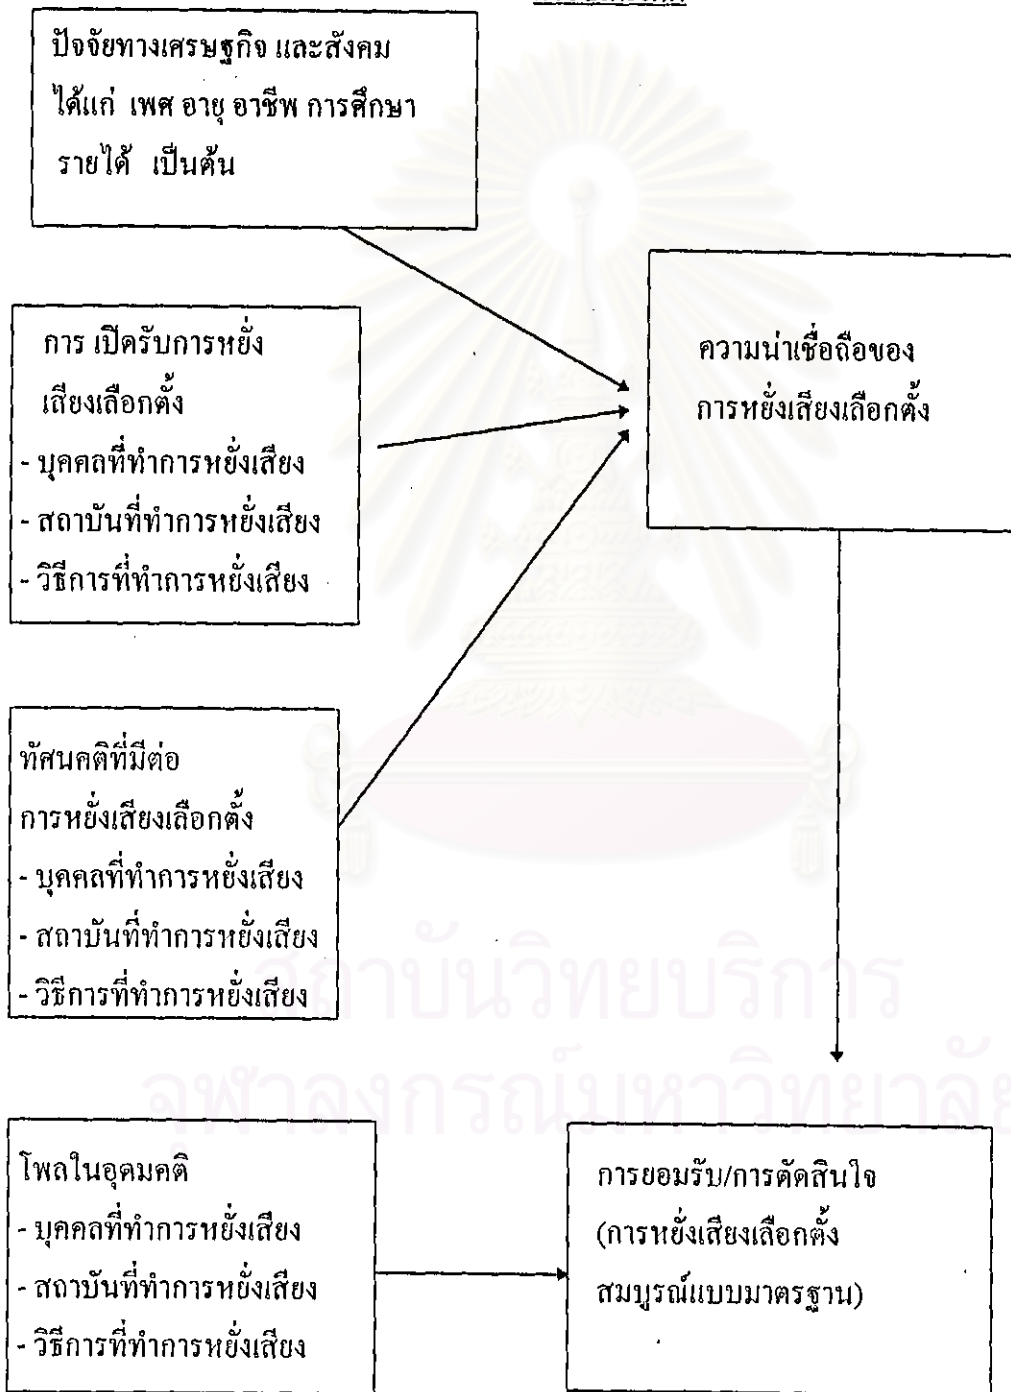 ปัจจัยทางเศรษฐกิจ และสังคม
ได้แก่ เพศ อายุ อาชีพ การศึกษา
รายได้ เป็นต้น
การ เปิดรับการหยั่ง
เสียงเลือกตั้ง
- บุคคลที่ทำการหยั่งเสียง
- สถาบันที่ทำการหยั่งเสียง
- วิธีการที่ทำการหยั่งเสียง
ความน่าเชื่อถือของ
การหยั่งเสียงเลือกตั้ง
ทัศนคติที่มีต่อ
การหยั่งเสียงเลือกตั้ง
- บุคคลที่ทำการหยั่งเสียง
- สถาบันที่ทำการหยั่งเสียง
- วิธีการที่ทำการหยั่งเสียง
สถาบันวิทยบริการ
จุฬาลงกรณ์มหาวิทยาลัย
โพลในอุดมคติ
- บุคคลที่ทำการหยั่งเสียง
- สถาบันที่ทำการหยั่งเสียง
- วิธีการที่ทำการหยั่งเสียง
การยอมรับ/การตัดสินใจ
(การหยั่งเสียงเลือกตั้ง
สมบูรณ์แบบมาตรฐาน)